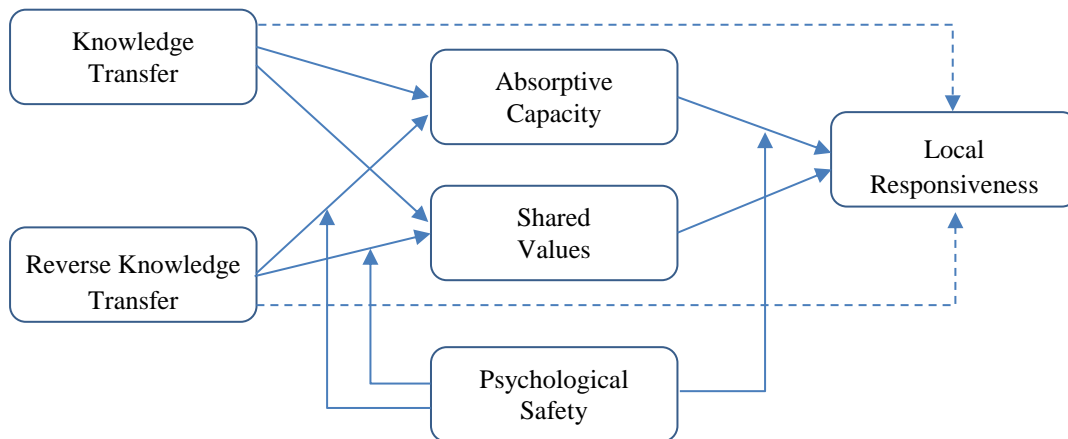 Knowledge
Transfer
Absorptive
Capacity
Local
Responsiveness
Shared
Values
Reverse Knowledge
Transfer
Psychological
Safety